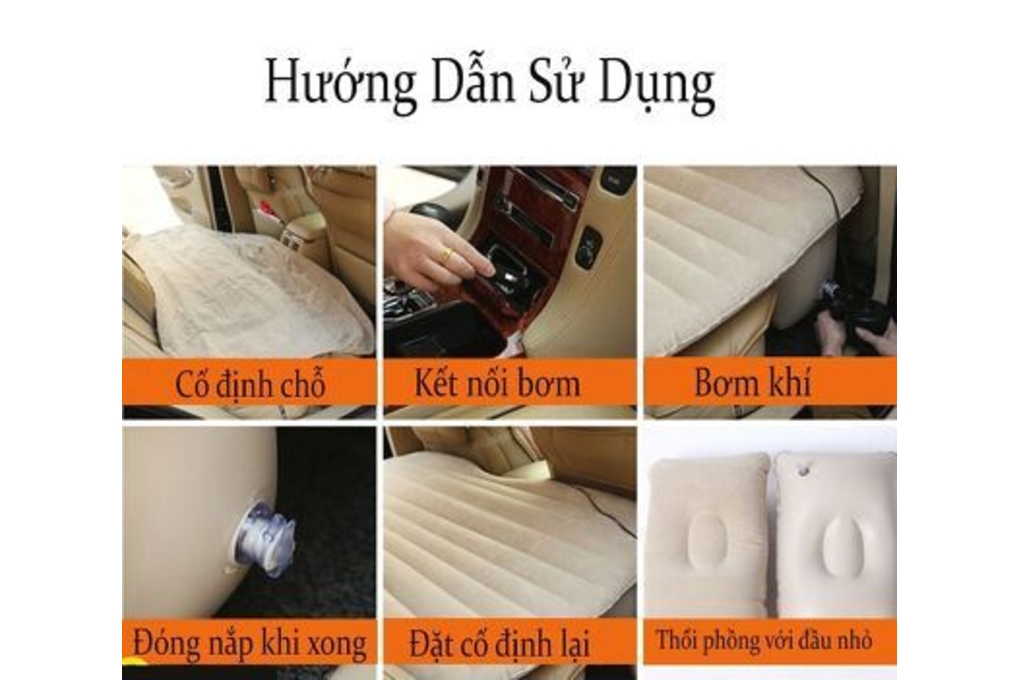 Hướng Dẫn Sử Dụng
Cố định chỗ
Kết nối bơm
Bơm khí
Đóng nắp khi xong
Đặt cố định lại
Thổi phồng với đầu nhỏ